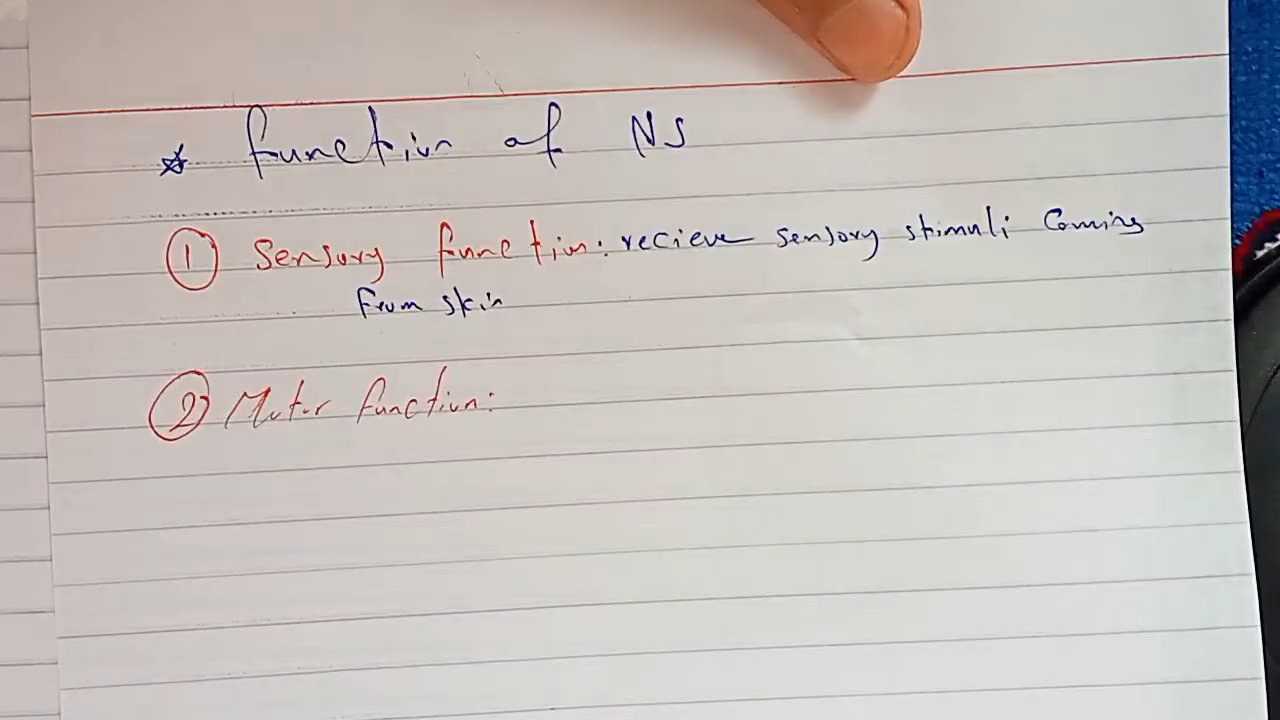 ☆ function of NS
① Sensory function: recieve sensory stimuli Coming
From skin
② Motor function: